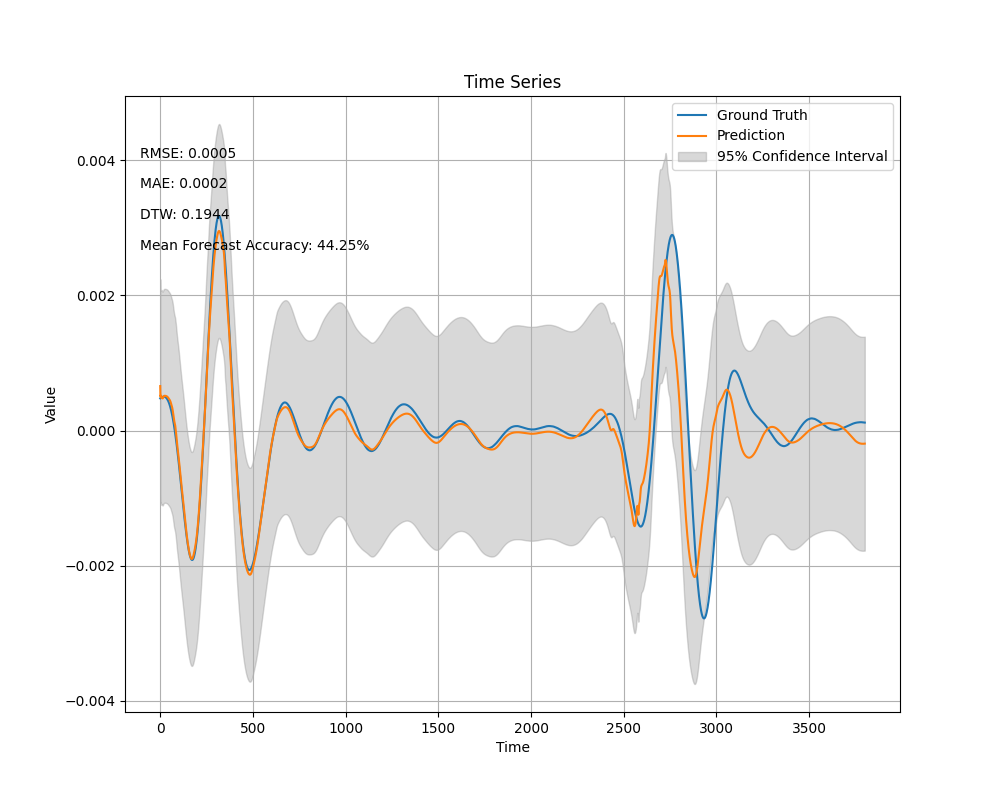 Time Series
Ground Truth
Prediction
95% Confidence Interval
RMSE: 0.0005
MAE: 0.0002
DTW: 0.1944
Mean Forecast Accuracy: 44.25%
0.004
0.002
0.000
−0.002
−0.004
Value
0 500 1000 1500 2000 2500 3000 3500
Time